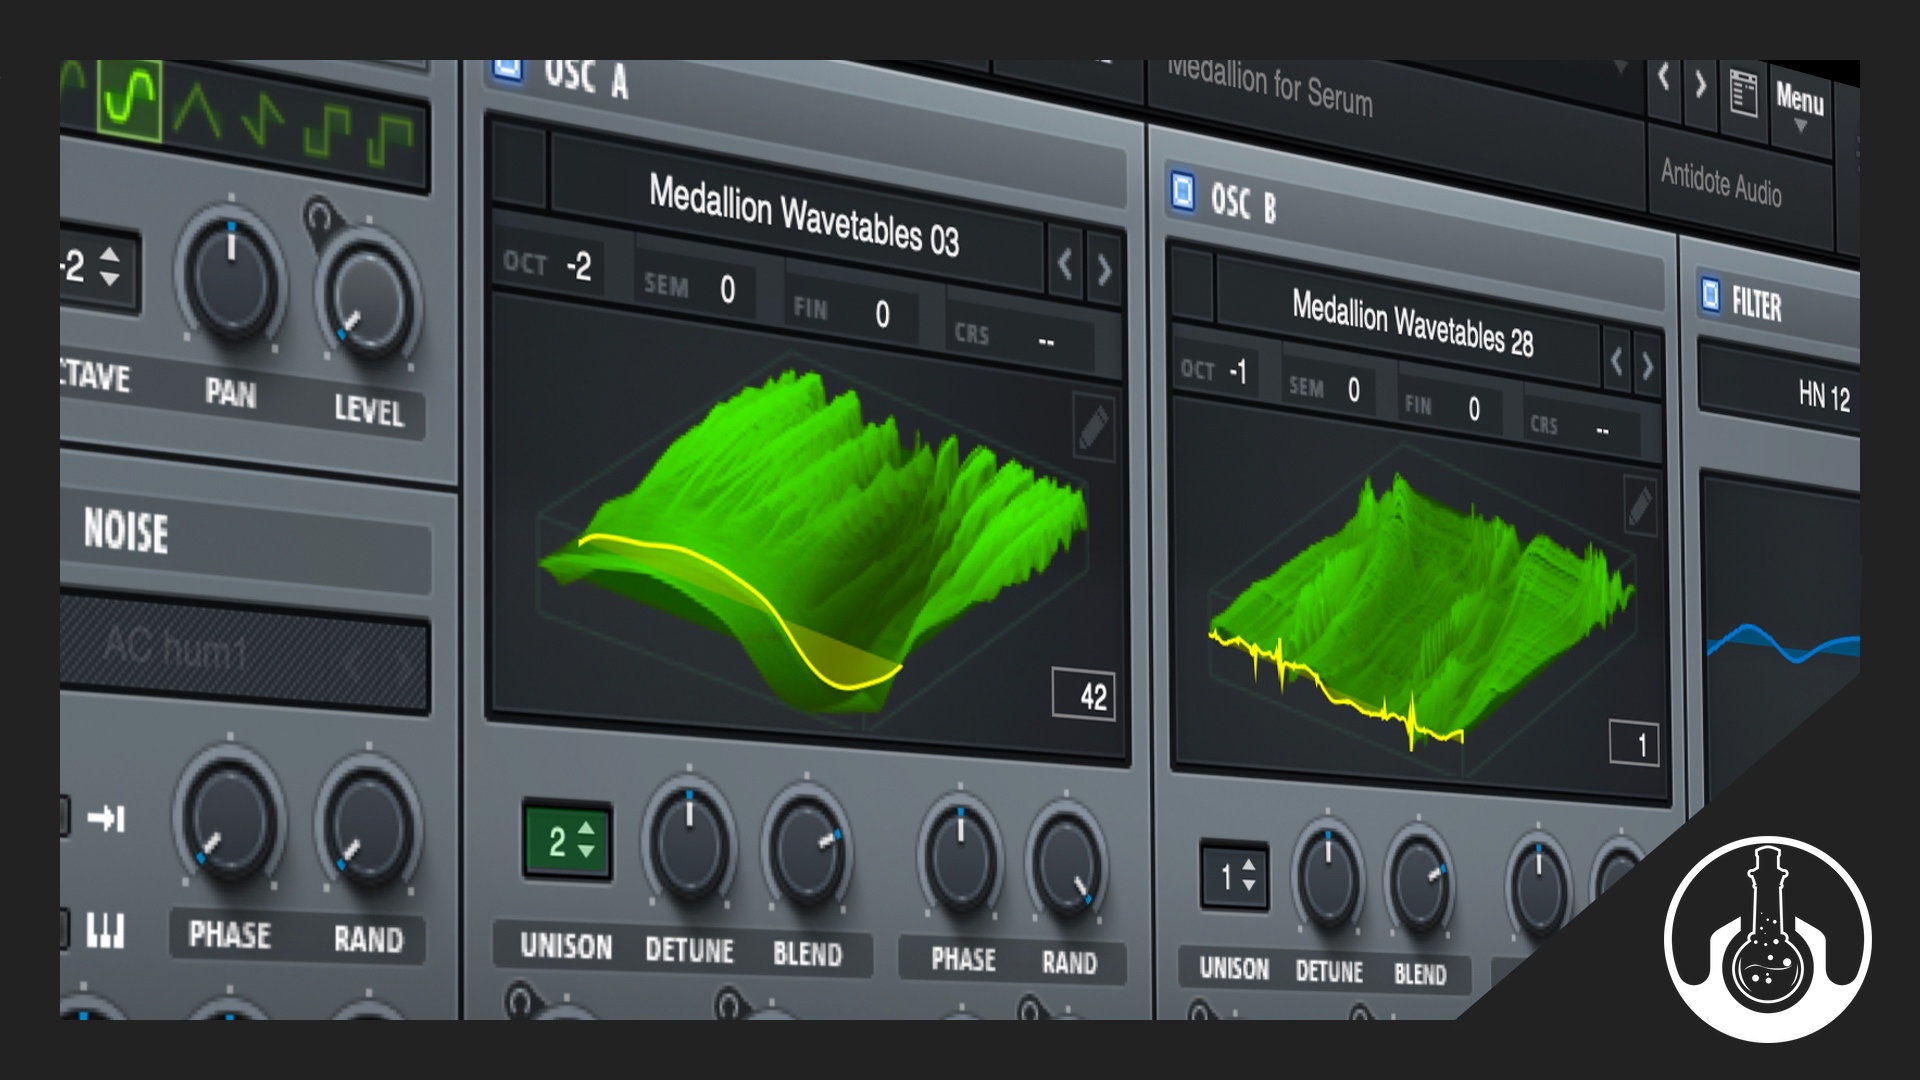 OSC A
Medallion for Serum
Menu
Antidote Audio
Medallion Wavetables 03
OCT -2 SEM 0 FIN 0 CRS --
OSC B
Medallion Wavetables 28
OCT -1 SEM 0 FIN 0 CRS --
FILTER
HN 12
-2
CTAVE PAN LEVEL
NOISE
AC hum1
42
1
2
1
PHASE RAND
UNISON DETUNE BLEND PHASE RAND
UNISON DETUNE BLEND